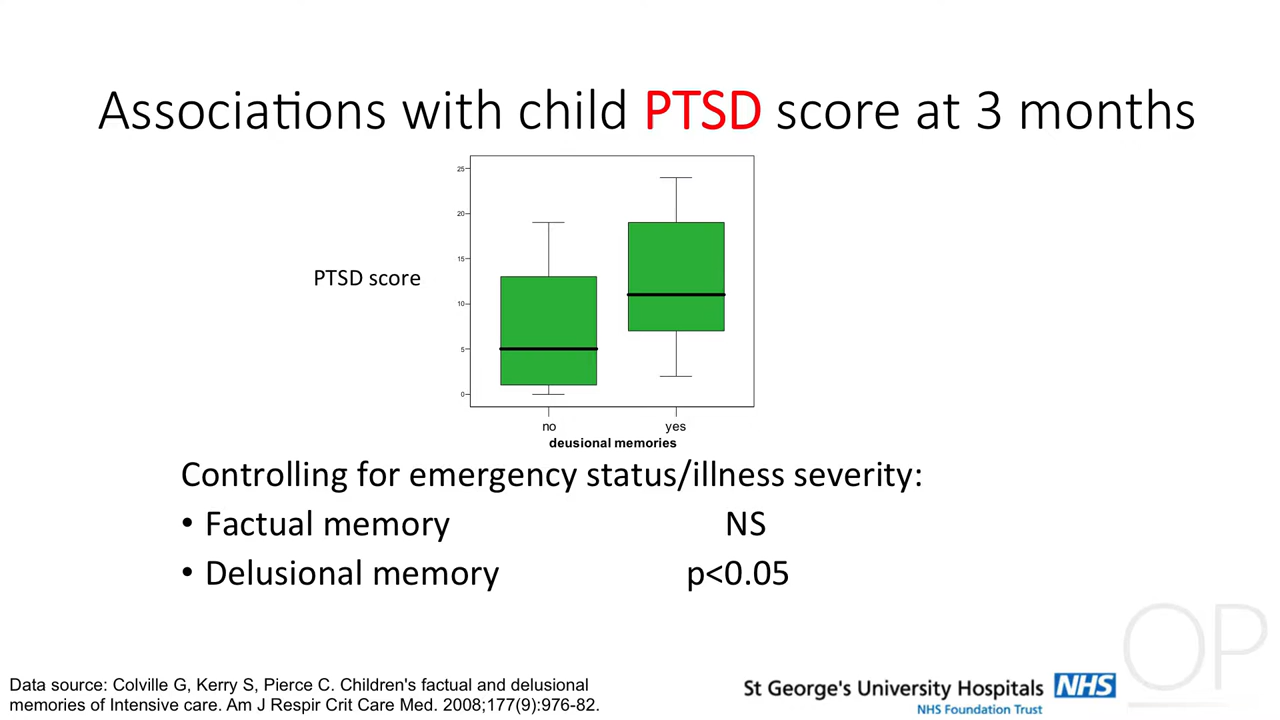 Associations with child PTSD score at 3 months
25
20
15
10
5
0
PTSD score
no yes
deusional memories
Controlling for emergency status/illness severity:
• Factual memory NS
• Delusional memory p<0.05
OP
Data source: Colville G, Kerry S, Pierce C. Children's factual and delusional
memories of Intensive care. Am J Respir Crit Care Med. 2008;177(9):976-82.
St George's University Hospitals NHS
NHS Foundation Trust